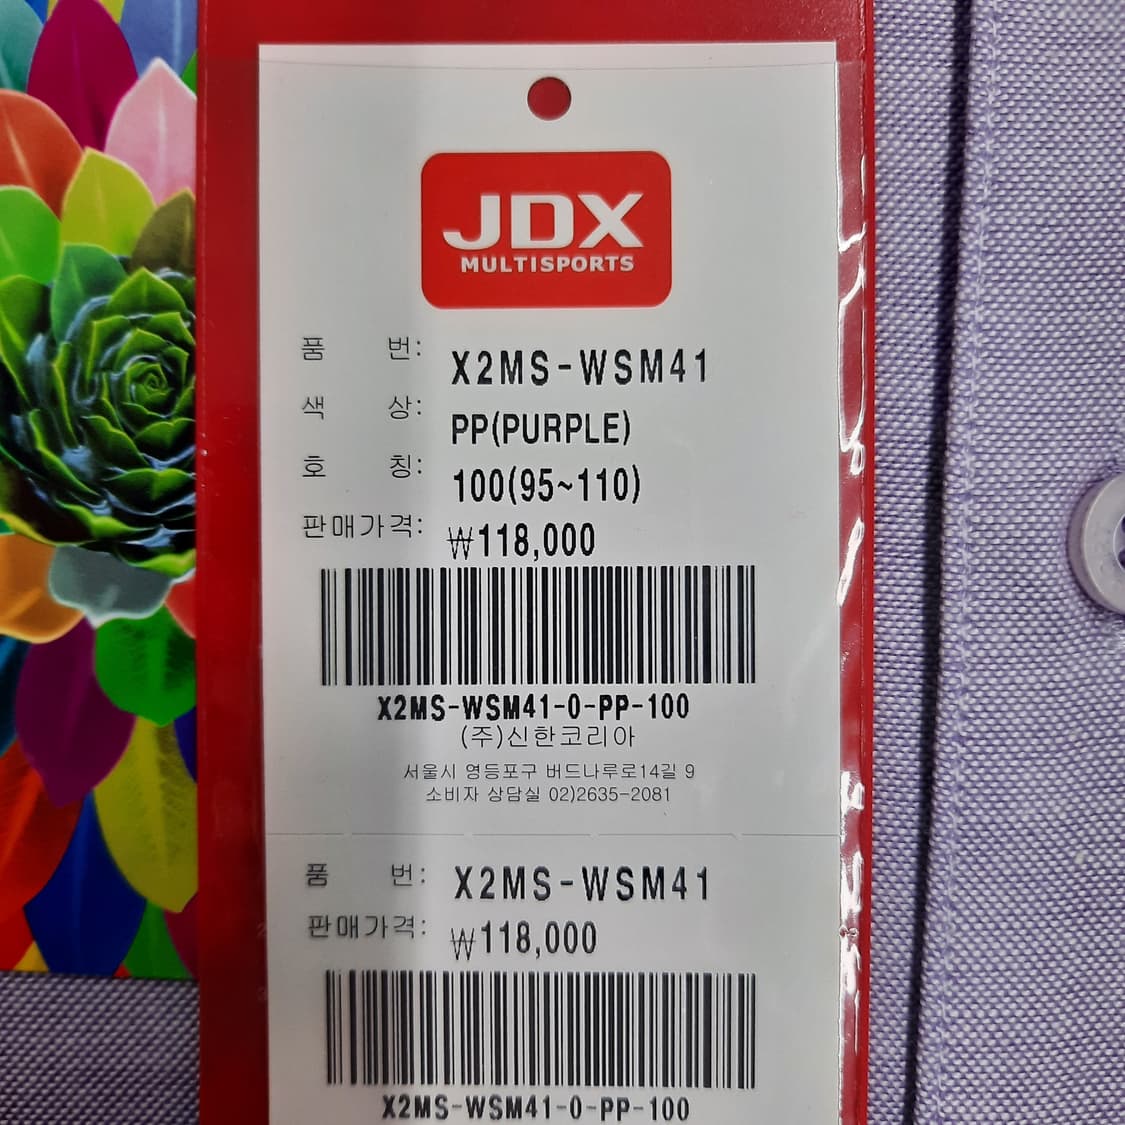 JDX
MULTISPORTS
품 번: X2MS-WSM41
색 상: PP(PURPLE)
호 칭: 100(95~110)
판매가격: ₩118,000
X2MS-WSM41-0-PP-100
(주)신한코리아
서울시 영등포구 버드나루로14길 9
소비자 상담실 02)2635-2081
품 번: X2MS-WSM41
판매가격: ₩118,000
X2MS-WSM41-0-PP-100